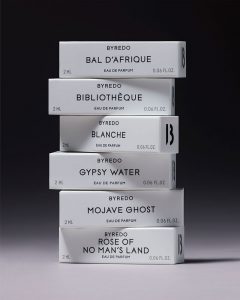 BYREDO
BAL D'AFRIQUE
EAU DE PARFUM
2 ML
0.06 FL.OZ.
B
BYREDO
BIBLIOTHÈQUE
2 ML
EAU DE PARFUM
0.06 FL.OZ.
BYREDO
BLANCHE
2 ML
EAU DE PARFUM
0.06 FL.OZ.
B
BYREDO
GYPSY WATER
2 ML
EAU DE PARFUM
0.06 FL.OZ.
BYREDO
MOJAVE GHOST
2 ML
EAU DE PARFUM
0.06 FL.OZ.
BYREDO
ROSE OF
NO MAN'S LAND
2 ML
EAU DE PARFUM
0.06 FL.OZ.
B